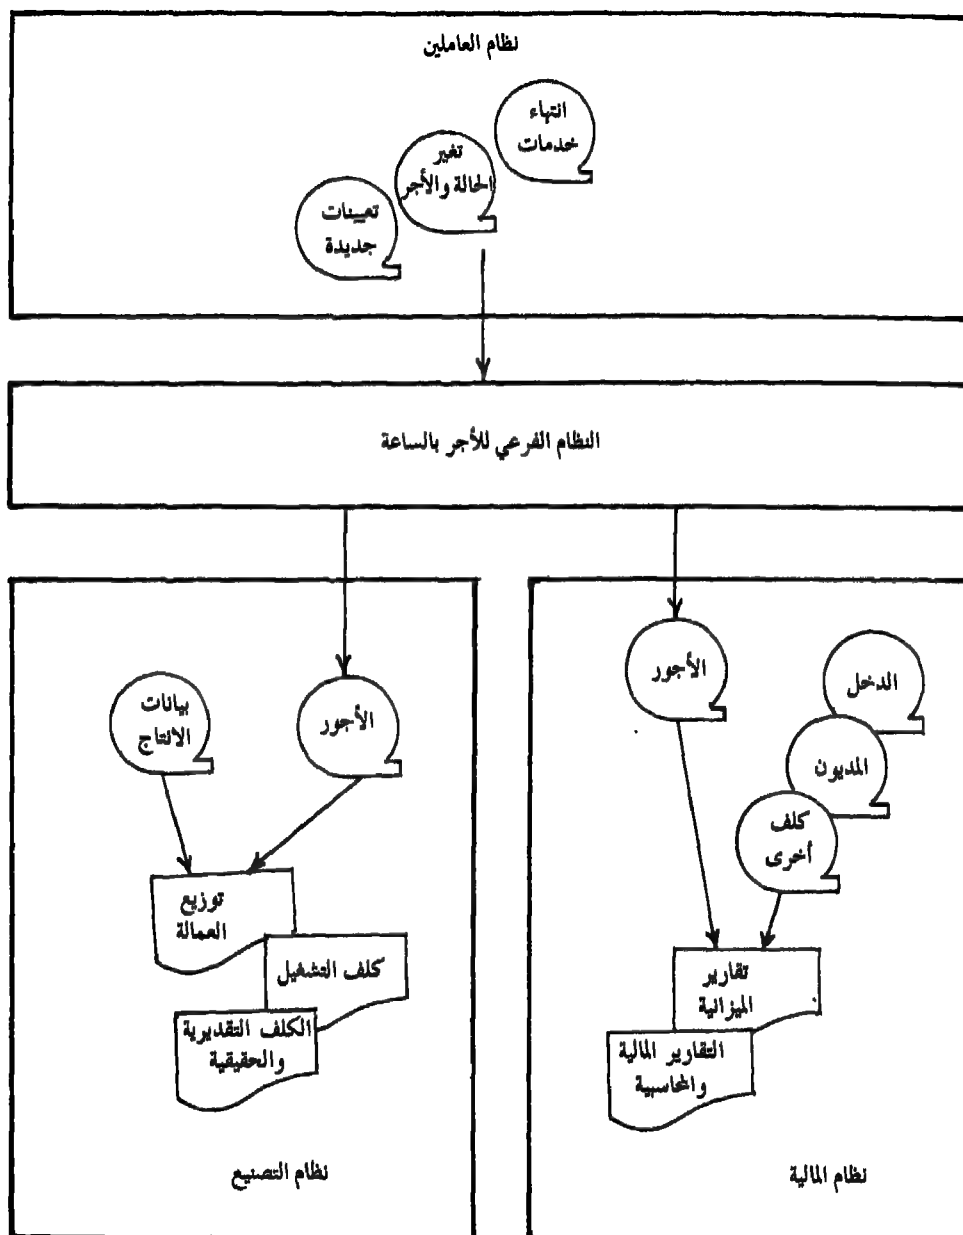 نظام العاملين
انتهاء
خدمات
تغير
الحالة والأجر
تعيينات
جديدة
النظام الفرعي للأجر بالساعة
الأجور
الدخل
المديون
كلف
أخرى
تقارير
الميزانية
التقارير المالية
والمحاسبية
نظام المالية
الأجور
بيانات
الانتاج
توزيع
العمالة
كلف التشغيل
الكلف التقديرية
والحقيقية
نظام التصنيع